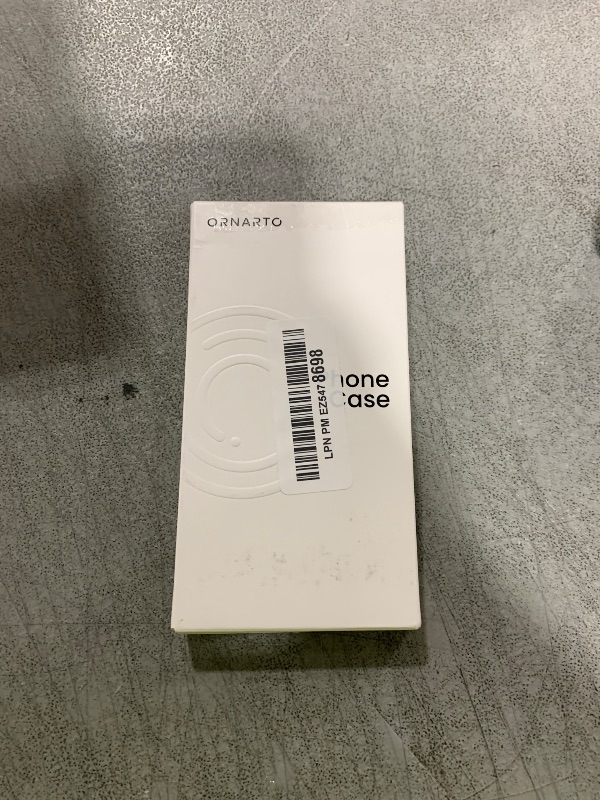 ORNARTO
hone
Case
LPN PM EZ5478698